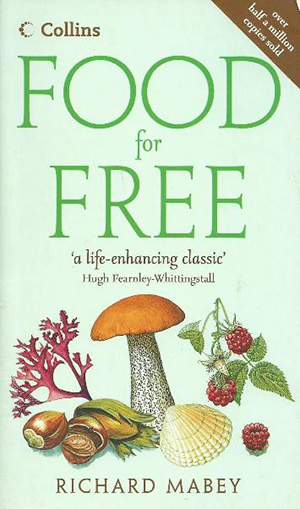 Collins
over
half a million
copies sold
FOOD
for
FREE
'a life-enhancing classic'
Hugh Fearnley-Whittingstall
RICHARD MABEY